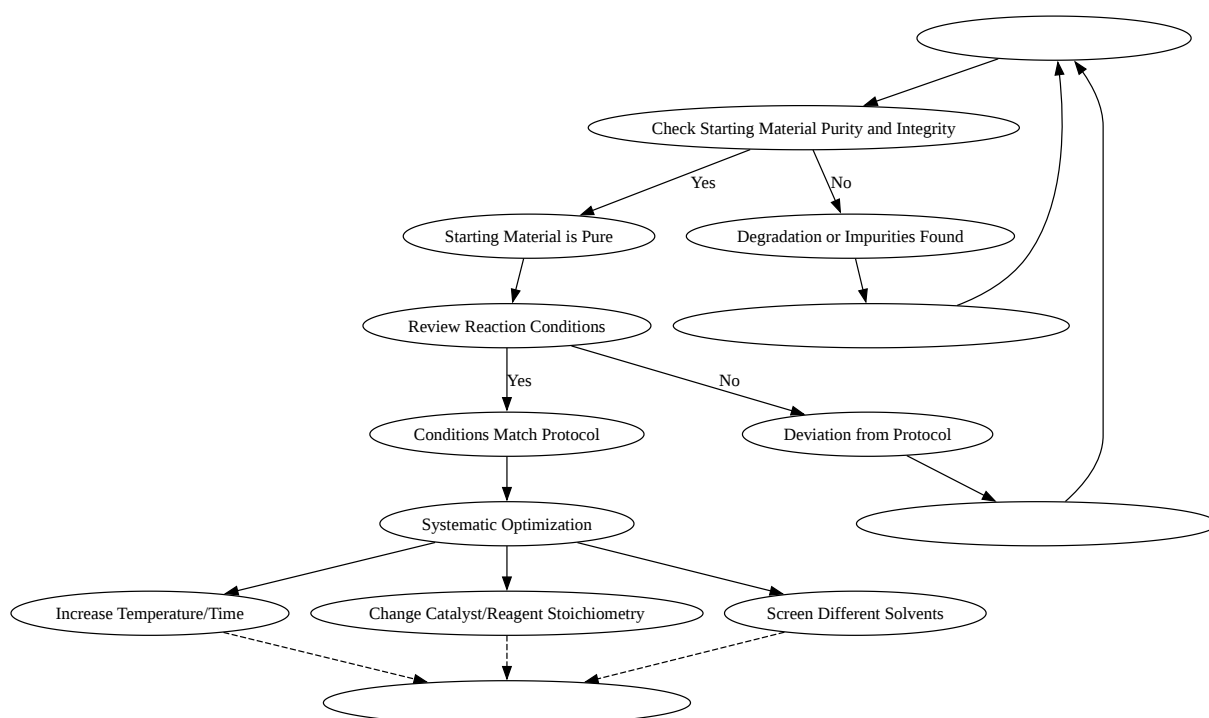 Check Starting Material Purity and Integrity
Yes
No
Starting Material is Pure
Degradation or Impurities Found
Review Reaction Conditions
Yes
No
Conditions Match Protocol
Deviation from Protocol
Systematic Optimization
Increase Temperature/Time
Change Catalyst/Reagent Stoichiometry
Screen Different Solvents